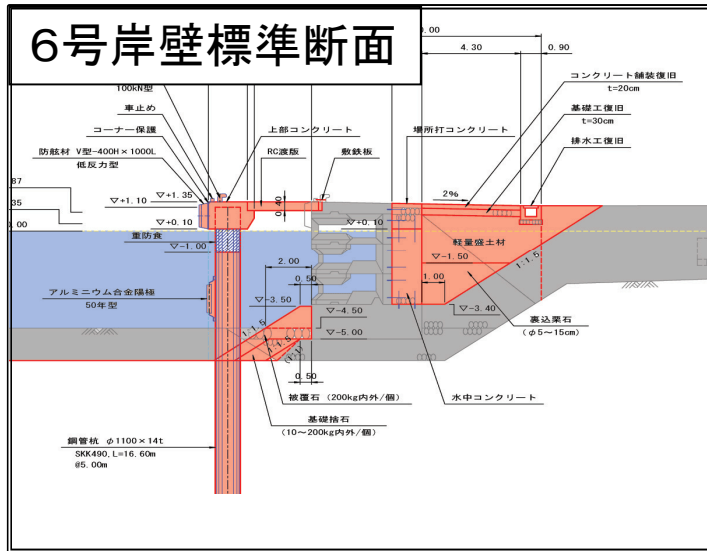 6号岸壁標準断面
.00
4.30
0.90
100kN型
車止め
コーナー保護
防舷材 V型-400H×1000L
低反力型
上部コンクリート
RC渡版
敷鉄板
場所打コンクリート
コンクリート舗装復旧
t=20cm
基礎工復旧
t=30cm
排水工復旧
87
35
0.00
▽+1.35
▽+1.10
0.40
2%
▽+0.10
▽+0.10
重防食
▽-1.00
軽量盛土材
▽-1.50
1:1.5
2.00
0.50
1.00
アルミニウム合金陽極
50年型
▽-3.50
▽-3.40
▽-4.50
1:1.5
▽-5.00
1:1.5
(1:1)
裏込栗石
(φ5～15cm)
0.50
被覆石 (200kg内外/個)
水中コンクリート
基礎捨石
(10～200kg内外/個)
鋼管杭 φ1100×14t
SKK490, L=16.60m
@5.00m